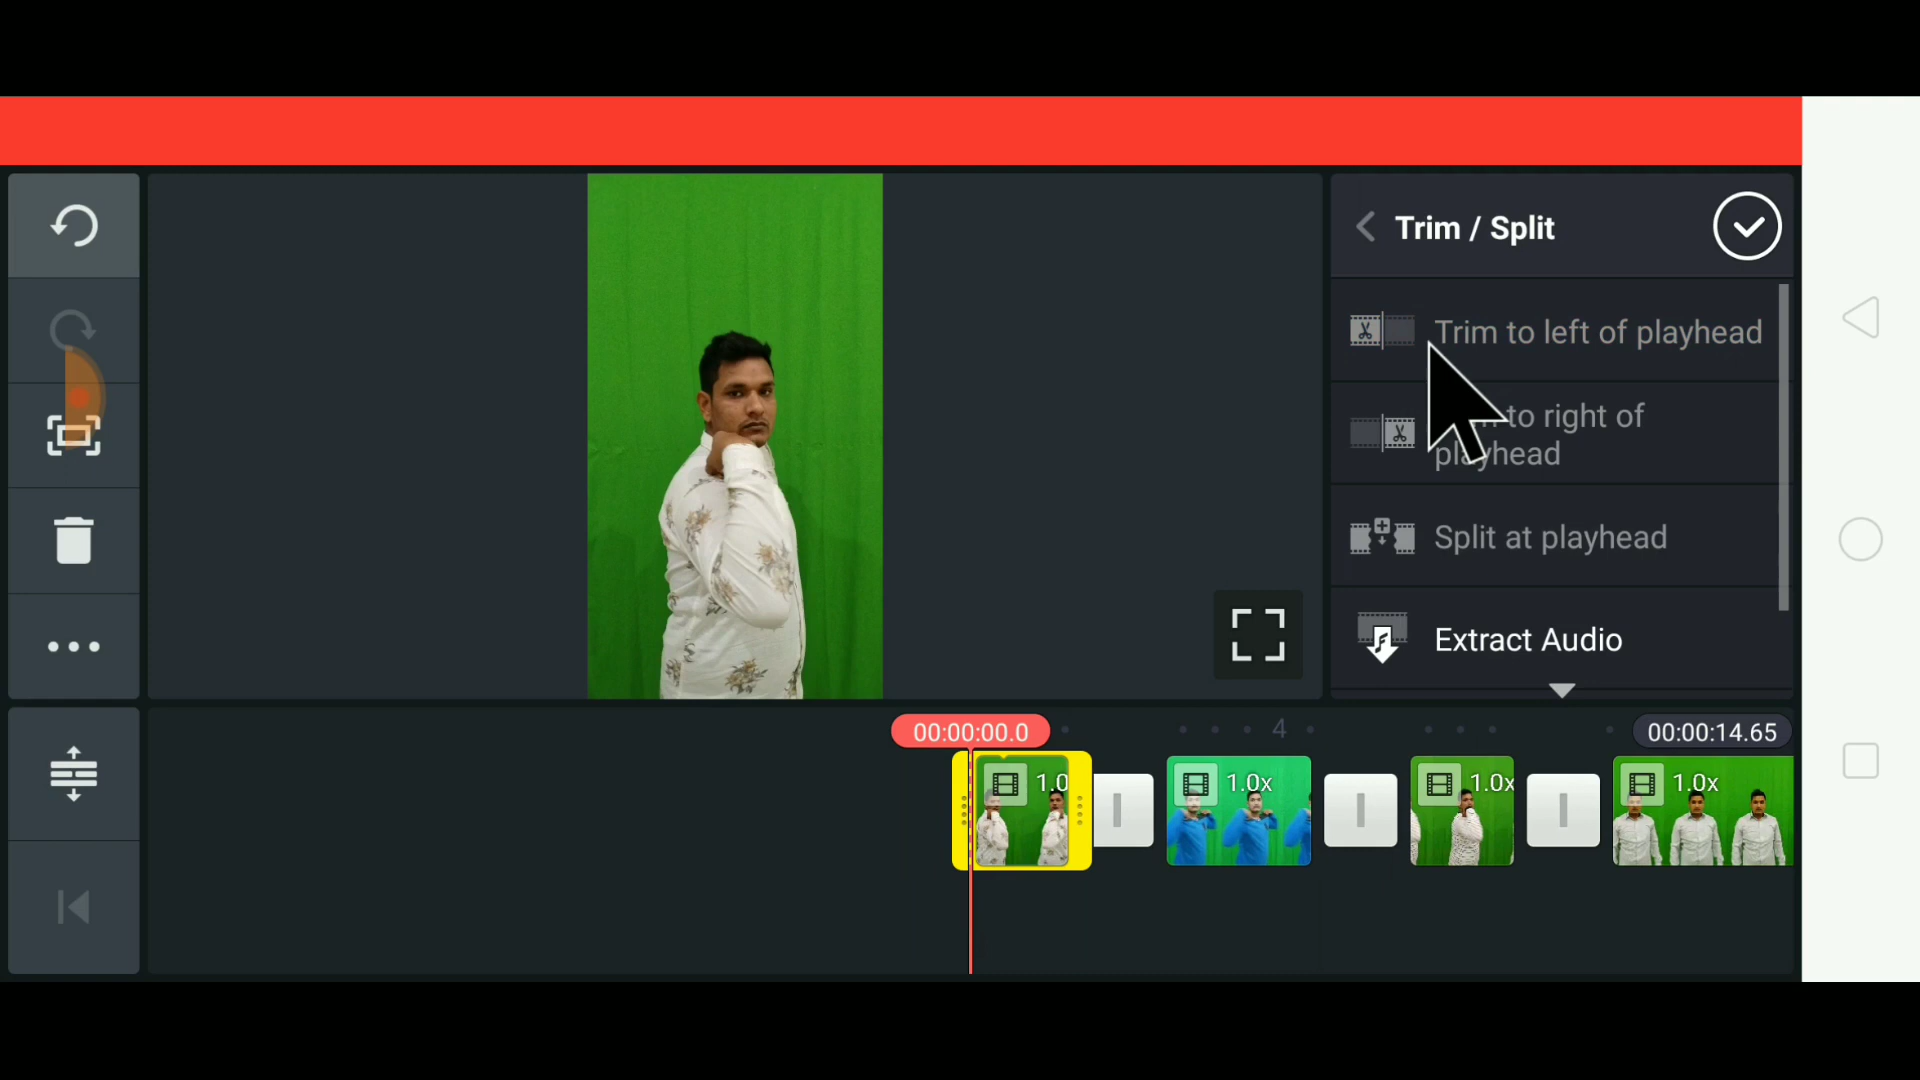 Trim / Split
Trim to left of playhead
to right of
playhead
Split at playhead
Extract Audio
00:00:00.0
4
00:00:14.65
1.0
1.0x
1.0x
1.0x